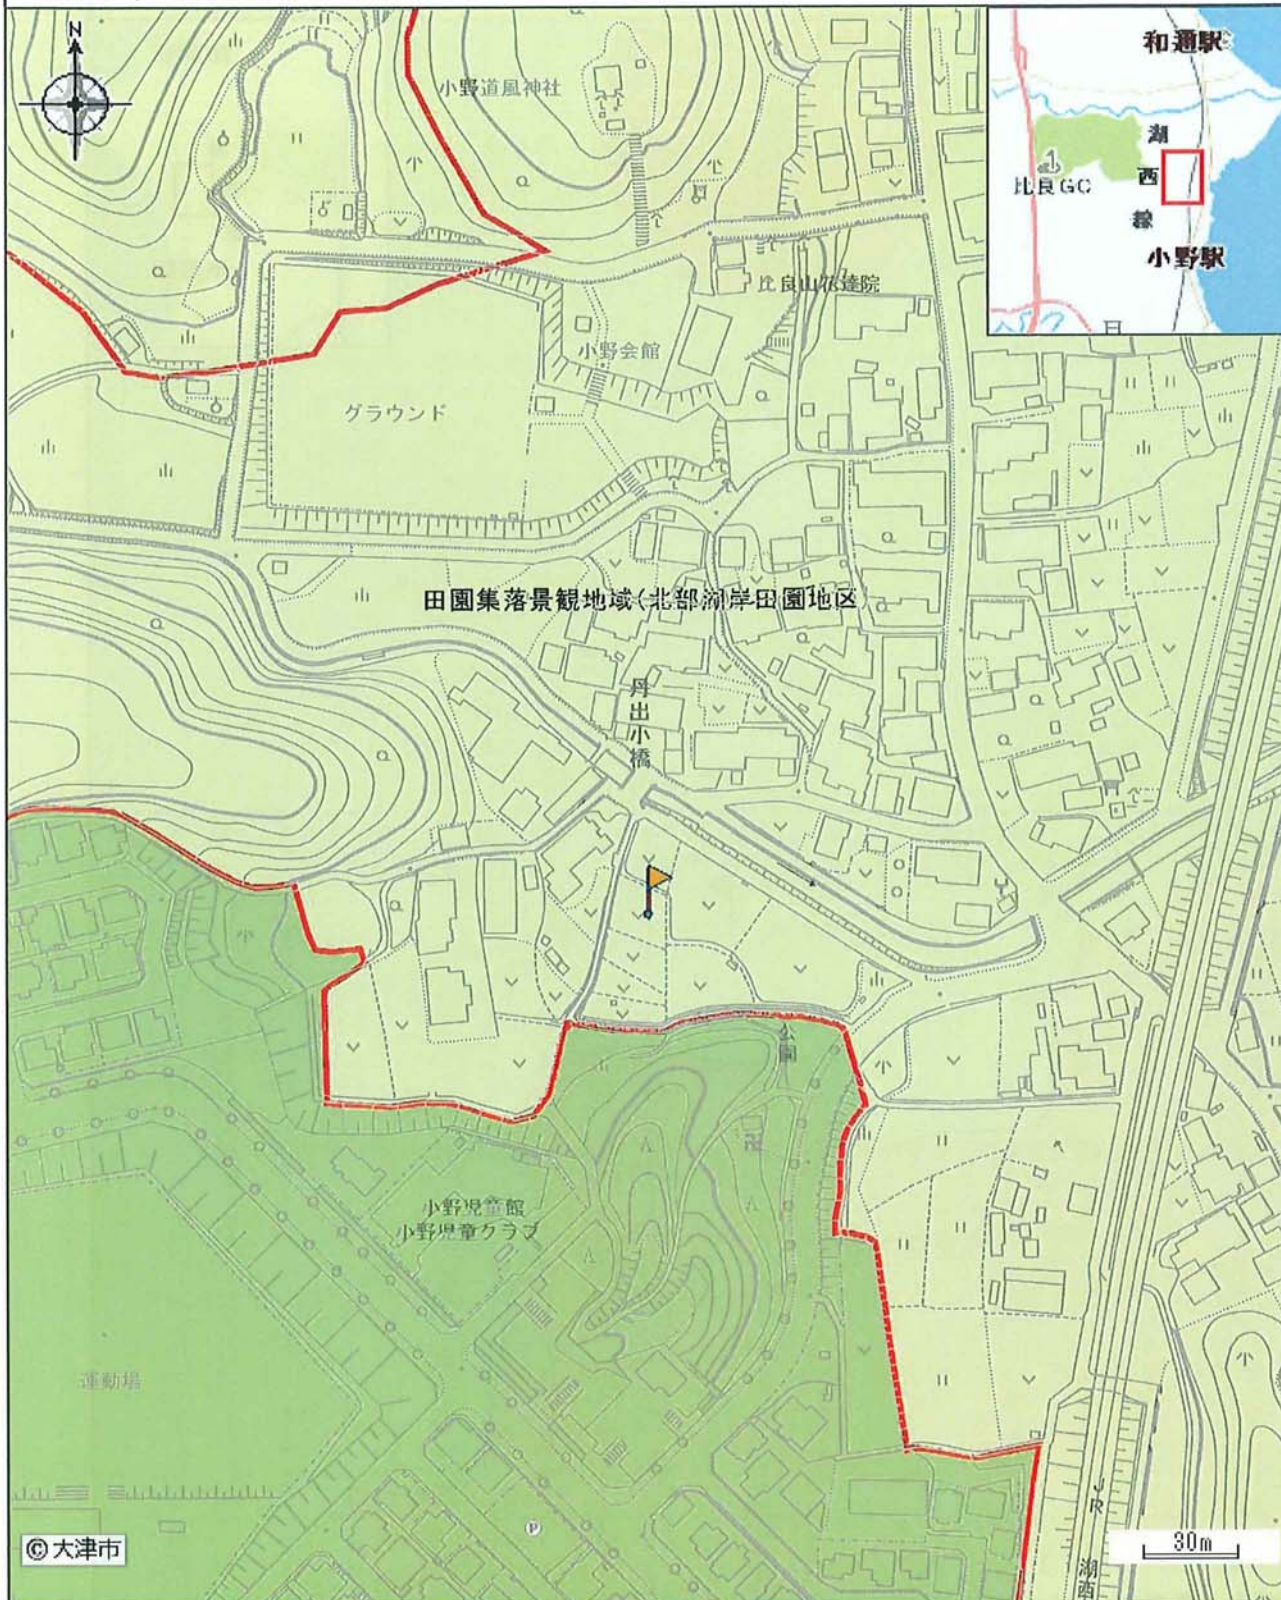 N
小野道風神社
和迩駅
湖
西
線
比良GC
小野駅
比良山花達院
小野会館
グラウンド
田園集落景観地域(北部湖岸田園地区)
丹出小橋
公園
小野児童館
小野児童クラブ
運動場
P
JR
湖西
©大津市
30m